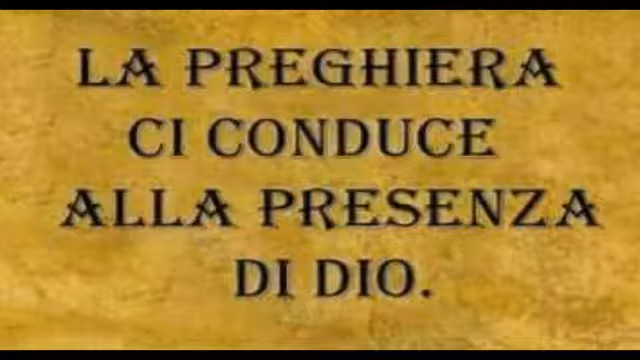 LA PREGHIERA
CI CONDUCE
ALLA PRESENZA
DI DIO.